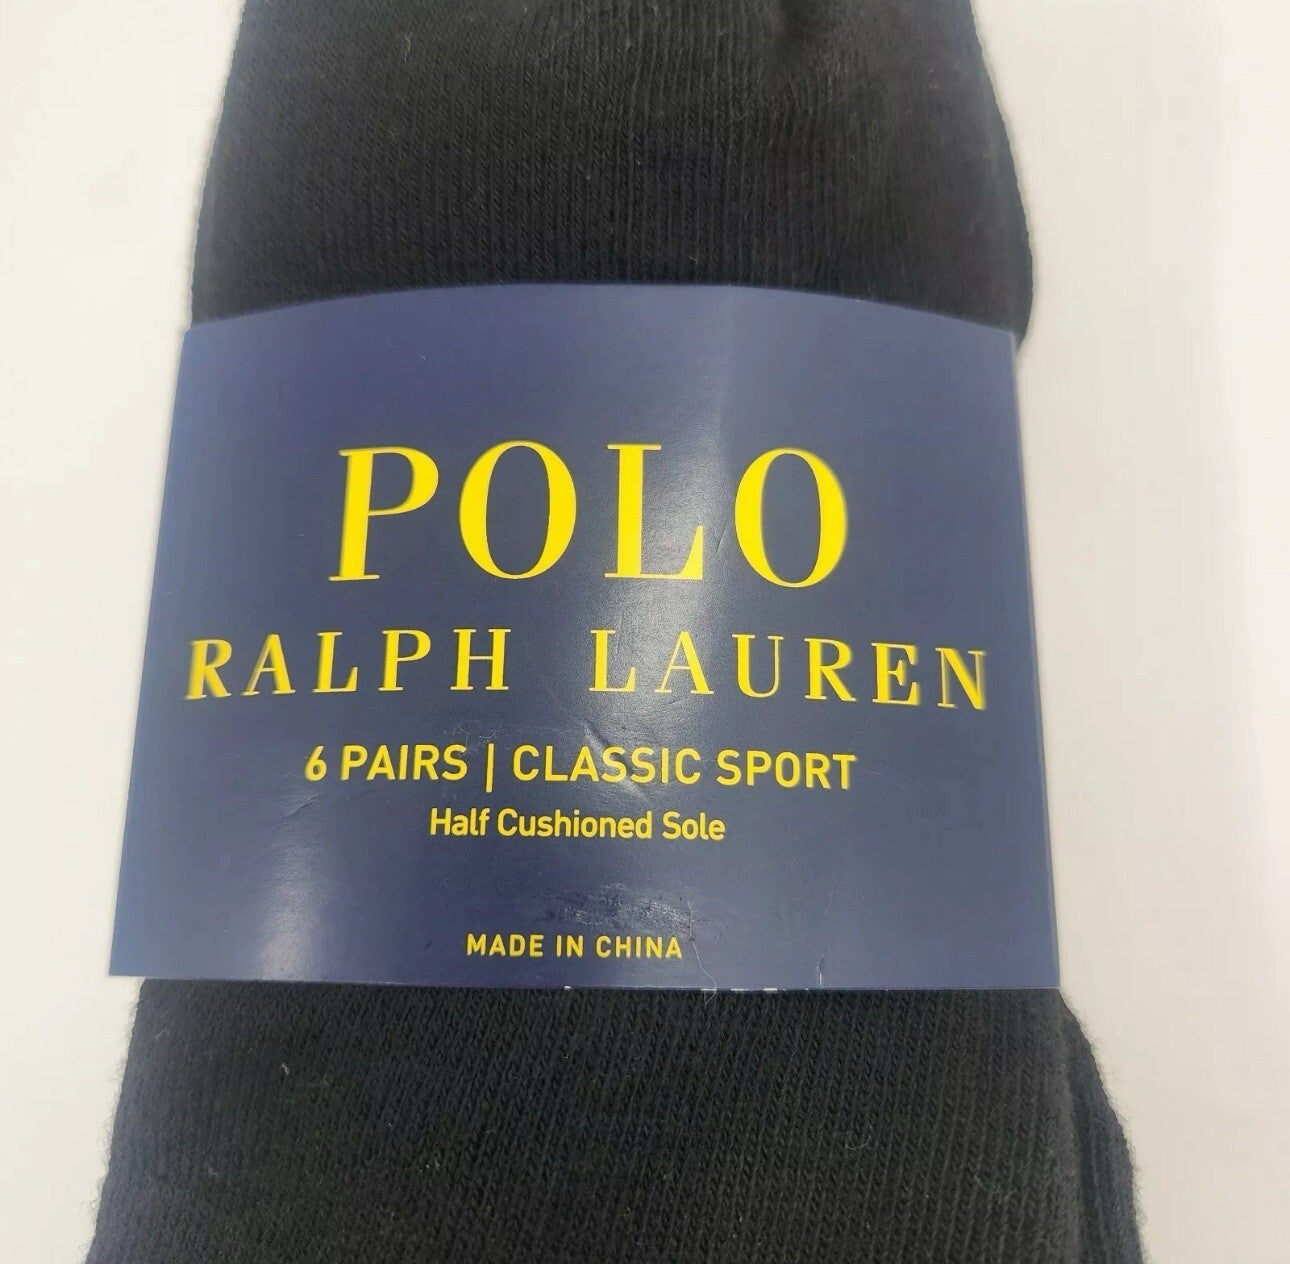 POLO
RALPH LAUREN
6 PAIRS | CLASSIC SPORT
Half Cushioned Sole
MADE IN CHINA